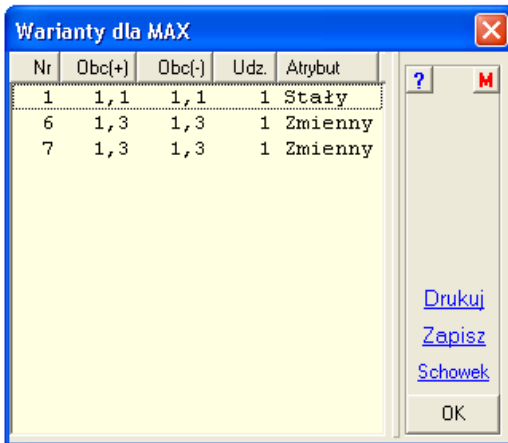 Warianty dla MAX
Nr Obc(+) Obc(-) Udz. Atrybut
1 1,1 1,1 1 Stały
6 1,3 1,3 1 Zmienny
7 1,3 1,3 1 Zmienny
? M
Drukuj
Zapisz
Schowek
OK